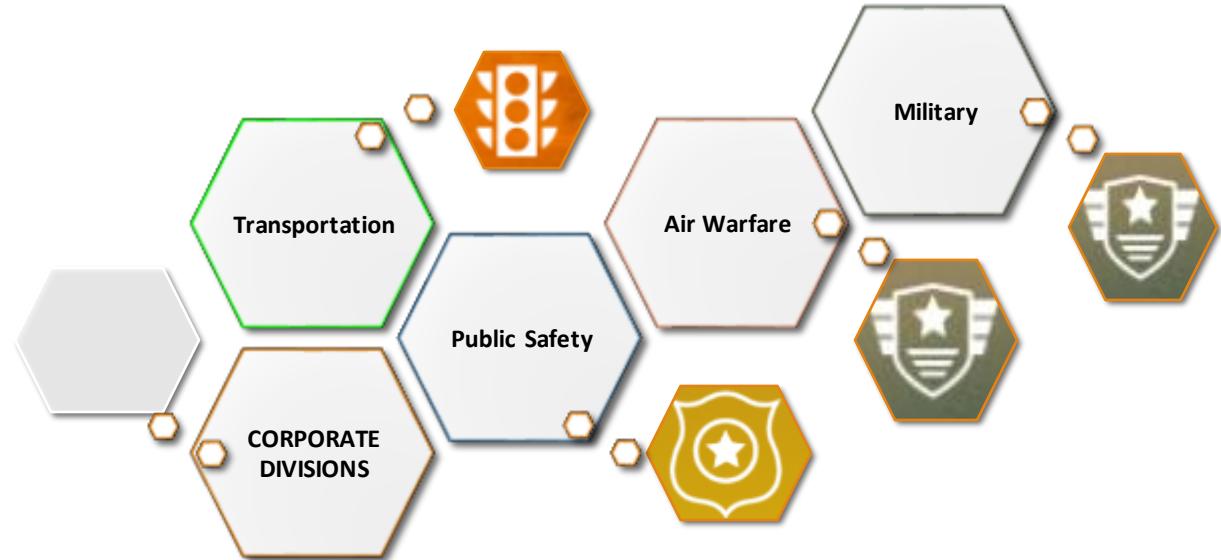 Military
Transportation
Air Warfare
Public Safety
CORPORATE
DIVISIONS